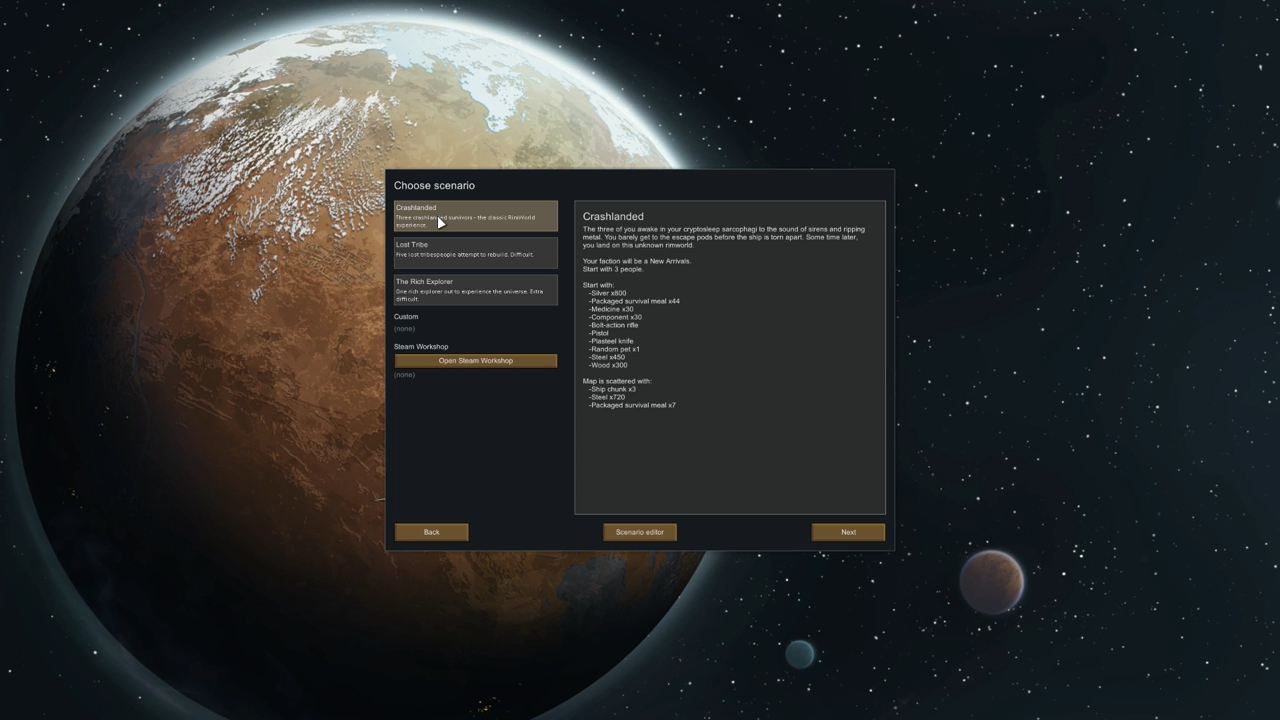 Choose scenario
Crashlanded
Three crashlanded survivors - the classic RimWorld
experience.
Lost Tribe
Five lost tribespeople attempt to rebuild. Difficult.
The Rich Explorer
One rich explorer out to experience the universe. Extra
difficult.
Custom
(none)
Steam Workshop
Open Steam Workshop
(none)
Crashlanded
The three of you awake in your cryptosleep sarcophagi to the sound of sirens and ripping
metal. You barely get to the escape pods before the ship is torn apart. Some time later,
you land on this unknown rimworld.
Your faction will be a New Arrivals.
Start with 3 people.
Start with:
-Silver x800
-Packaged survival meal x44
-Medicine x30
-Component x30
-Bolt-action rifle
-Pistol
-Plasteel knife
-Random pet x1
-Steel x450
-Wood x300
Map is scattered with:
-Ship chunk x3
-Steel x720
-Packaged survival meal x7
Back
Scenario editor
Next